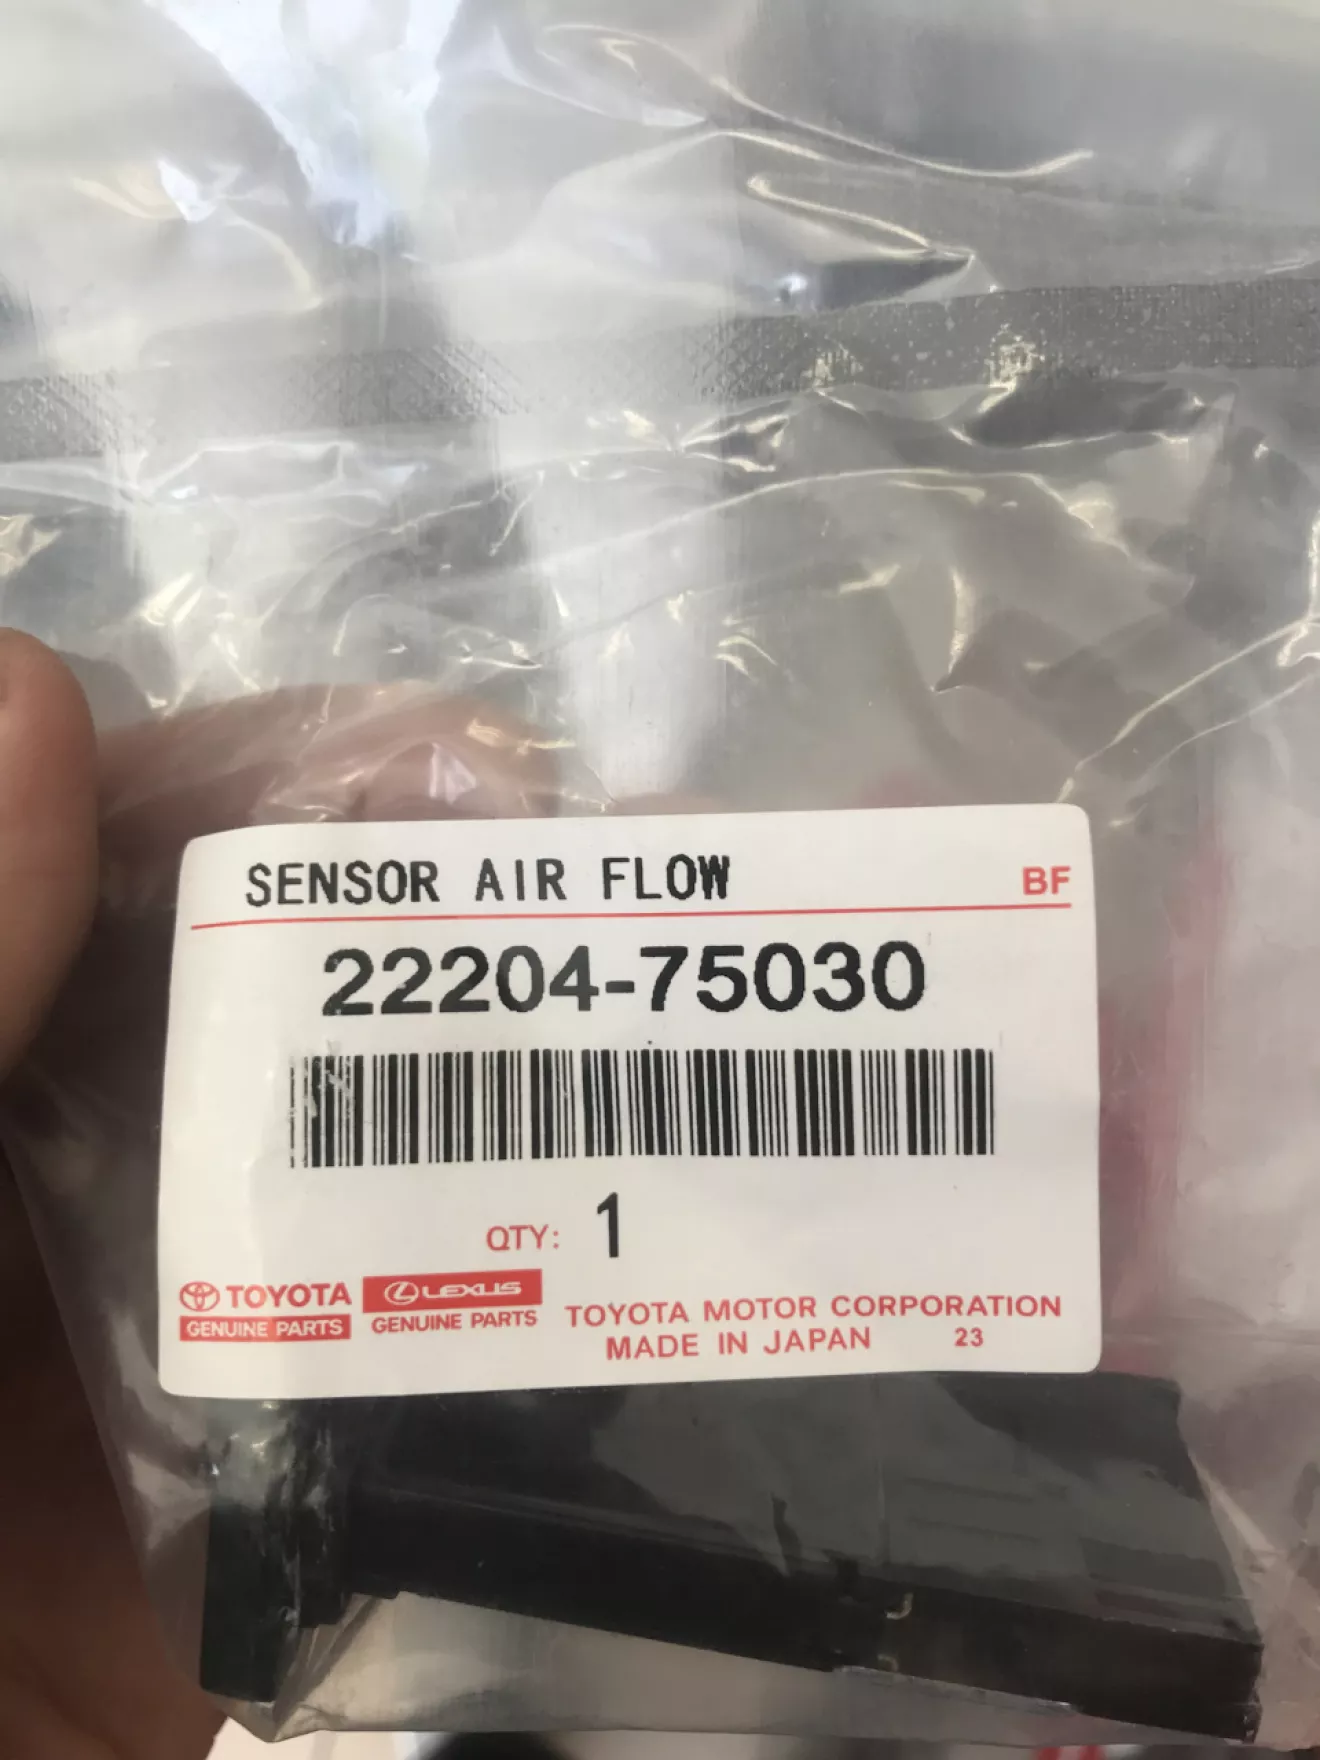 SENSOR AIR FLOW BF
22204-75030
QTY: 1
TOYOTA
GENUINE PARTS
LEXUS
GENUINE PARTS
TOYOTA MOTOR CORPORATION
MADE IN JAPAN 23